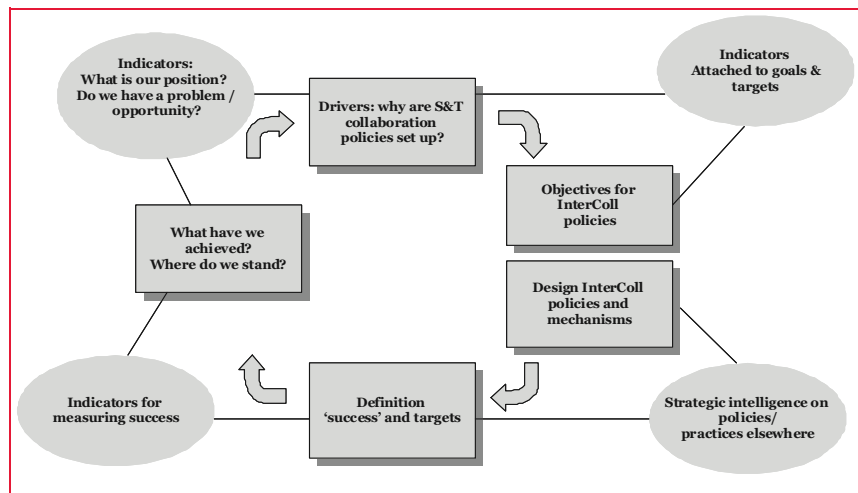 Indicators:
What is our position?
Do we have a problem /
opportunity?
Drivers: why are S&T
collaboration
policies set up?
Indicators
Attached to goals &
targets
Objectives for
InterColl
policies
What have we
achieved?
Where do we stand?
Design InterColl
policies and
mechanisms
Indicators for
measuring success
Definition
‘success’ and targets
Strategic intelligence on
policies/
practices elsewhere